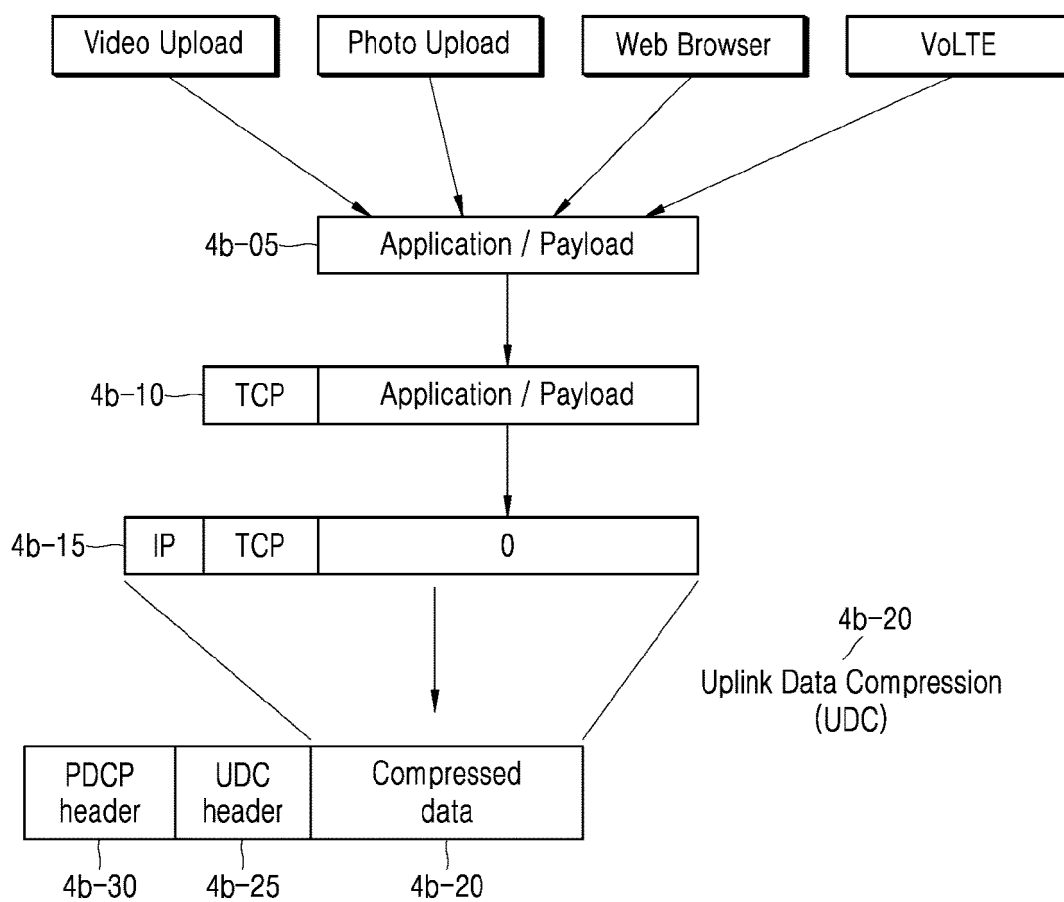 Video Upload
Photo Upload
Web Browser
VoLTE
4b-05
Application / Payload
4b-10
TCP
Application / Payload
4b-15
IP
TCP
0
4b-20
Uplink Data Compression
(UDC)
PDCP
header
UDC
header
Compressed
data
4b-30
4b-25
4b-20